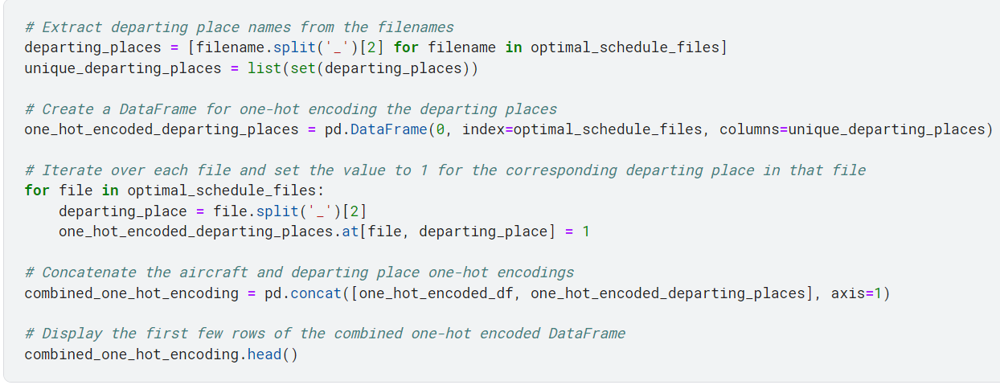 # Extract departing place names from the filenames
departing_places = [filename.split('_')[2] for filename in optimal_schedule_files]
unique_departing_places = list(set(departing_places))
# Create a DataFrame for one-hot encoding the departing places
one_hot_encoded_departing_places = pd.DataFrame(0, index=optimal_schedule_files, columns=unique_departing_places)
# Iterate over each file and set the value to 1 for the corresponding departing place in that file
for file in optimal_schedule_files:
    departing_place = file.split('_')[2]
    one_hot_encoded_departing_places.at[file, departing_place] = 1
# Concatenate the aircraft and departing place one-hot encodings
combined_one_hot_encoding = pd.concat([one_hot_encoded_df, one_hot_encoded_departing_places], axis=1)
# Display the first few rows of the combined one-hot encoded DataFrame
combined_one_hot_encoding.head()